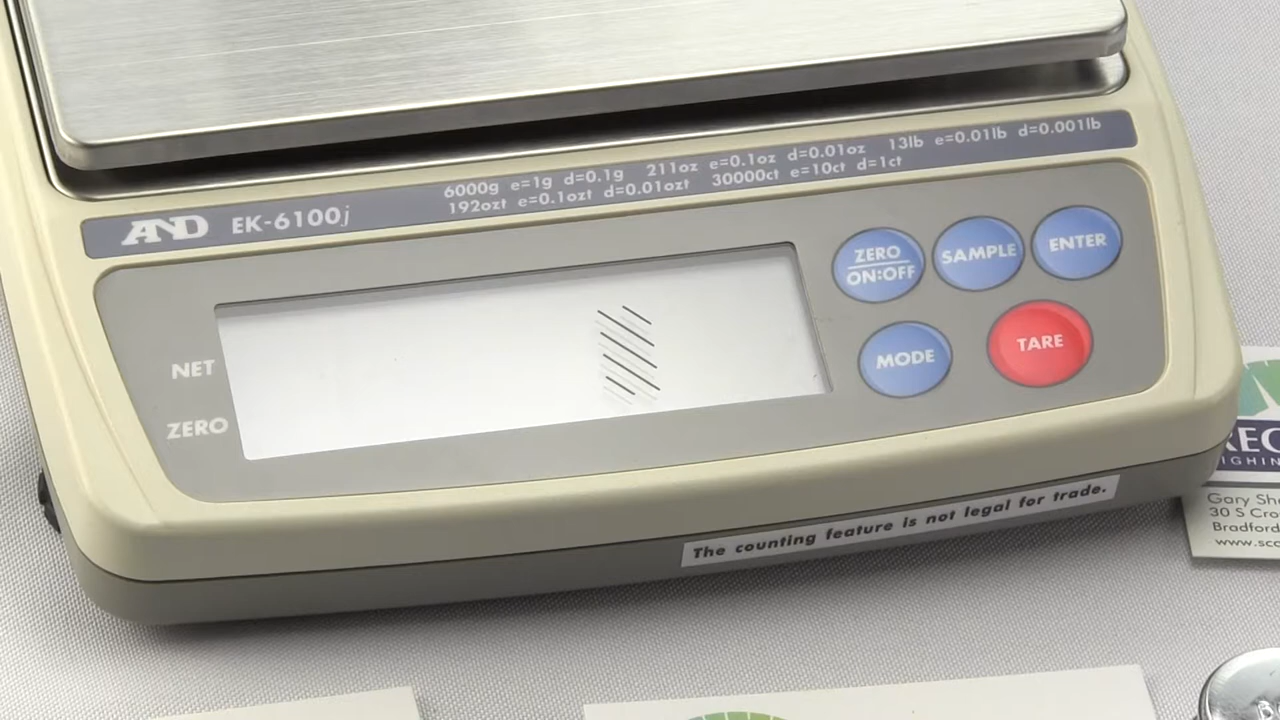 6000g e=1g d=0.1g 211oz e=0.1oz d=0.01oz 13lb e=0.01lb d=0.001lb
192ozt e=0.1ozt d=0.01ozt 30000ct e=10ct d=1ct
AND EK-6100j
ZERO
ON:OFF
SAMPLE
ENTER
MODE
TARE
NET
ZERO
The counting feature is not legal for trade.
Gary
30 S
Bradford